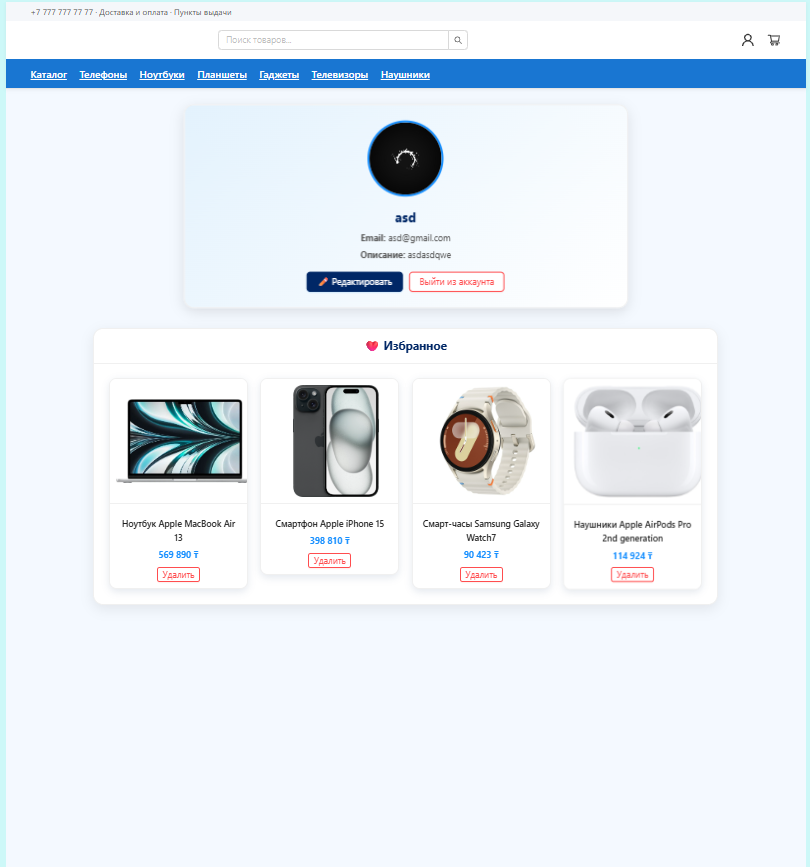 +7 777 777 77 77 · Доставка и оплата · Пункты выдачи
Поиск товаров...
Каталог Телефоны Ноутбуки Планшеты Гаджеты Телевизоры Наушники
asd
Email: asd@gmail.com
Описание: asdasdqwe
Редактировать Выйти из аккаунта
Избранное
Ноутбук Apple MacBook Air
13
569 890 ₸
Удалить
Смартфон Apple iPhone 15
398 810 ₸
Удалить
Смарт-часы Samsung Galaxy
Watch7
90 423 ₸
Удалить
Наушники Apple AirPods Pro
2nd generation
114 924 ₸
Удалить